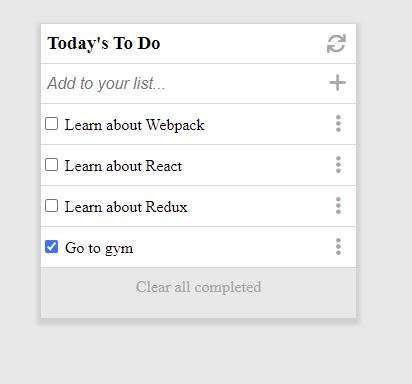 Today's To Do
Add to your list...
Learn about Webpack
Learn about React
Learn about Redux
Go to gym
Clear all completed